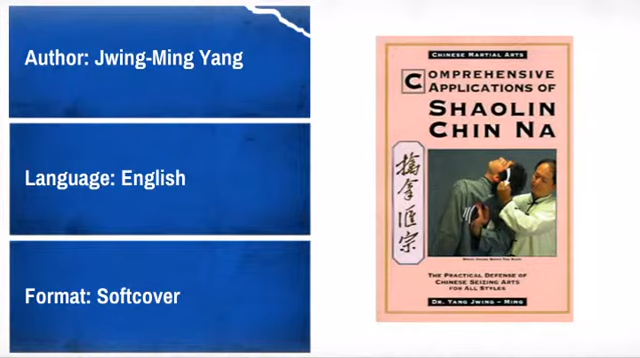 Author: Jwing-Ming Yang
Language: English
Format: Softcover
CHINESE MARTIAL ARTS
COMPREHENSIVE
APPLICATIONS OF
SHAOLIN
CHIN NA
擒拿匯宗
THE PRACTICAL DEFENSE OF
CHINESE SEIZING ARTS
FOR ALL STYLES
DR. YANG JWING - MING